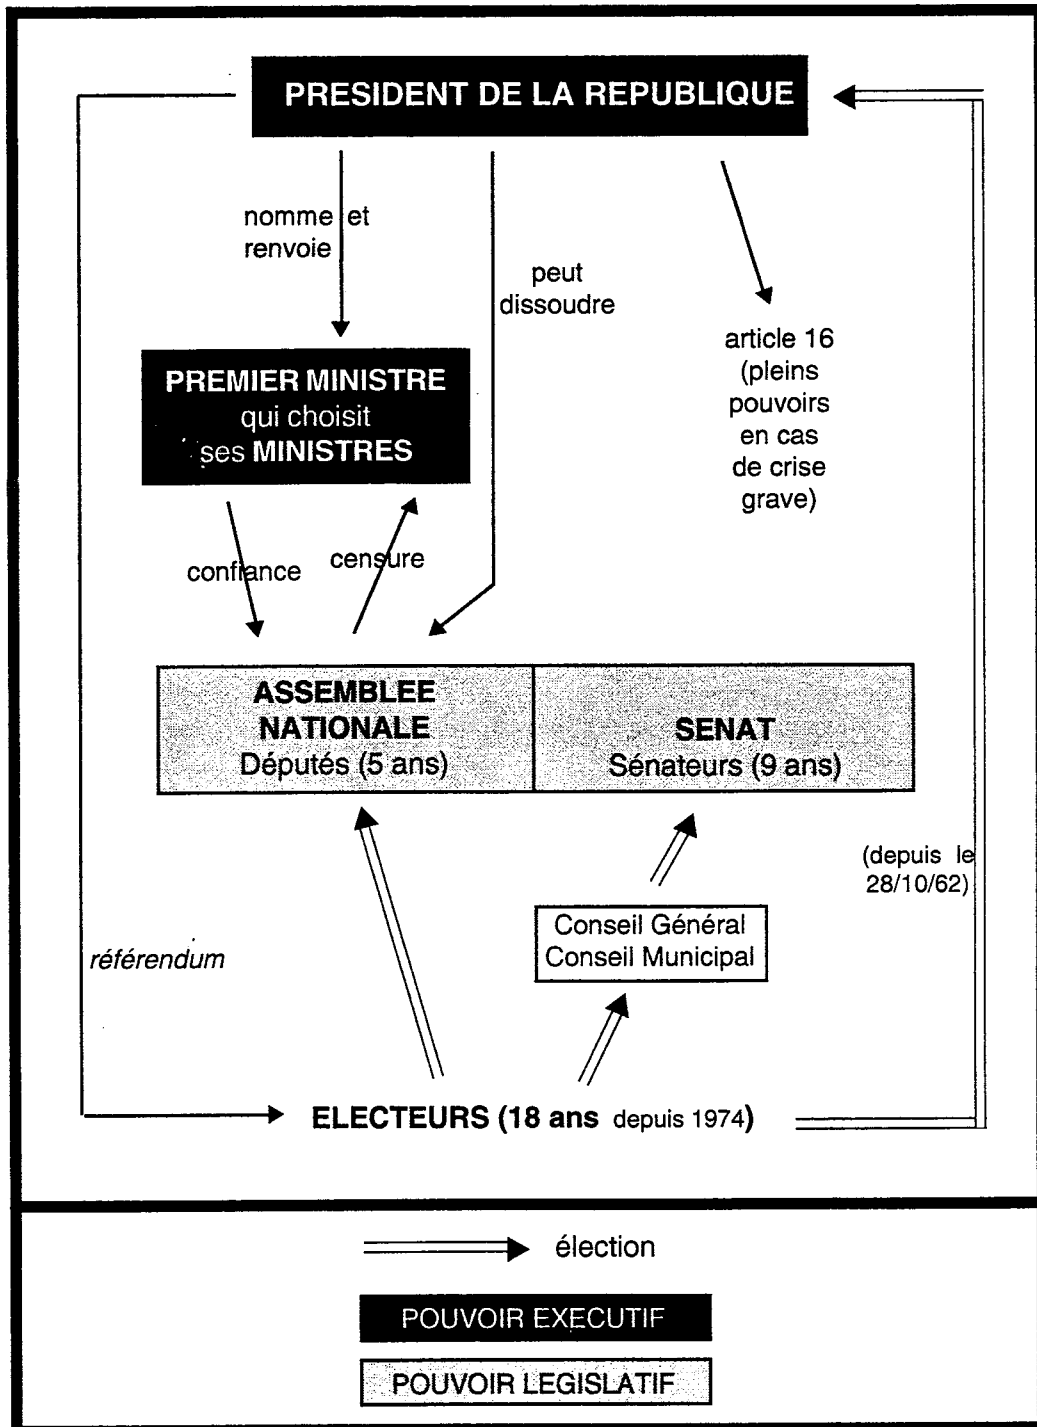 PRESIDENT DE LA REPUBLIQUE
nomme et
renvoie
peut
dissoudre
article 16
(pleins
pouvoirs
en cas
de crise
grave)
PREMIER MINISTRE
qui choisit
ses MINISTRES
confiance
censure
ASSEMBLEE
NATIONALE
Députés (5 ans)
SENAT
Sénateurs (9 ans)
(depuis le
28/10/62)
Conseil Général
Conseil Municipal
référendum
ELECTEURS (18 ans depuis 1974)
élection
POUVOIR EXECUTIF
POUVOIR LEGISLATIF